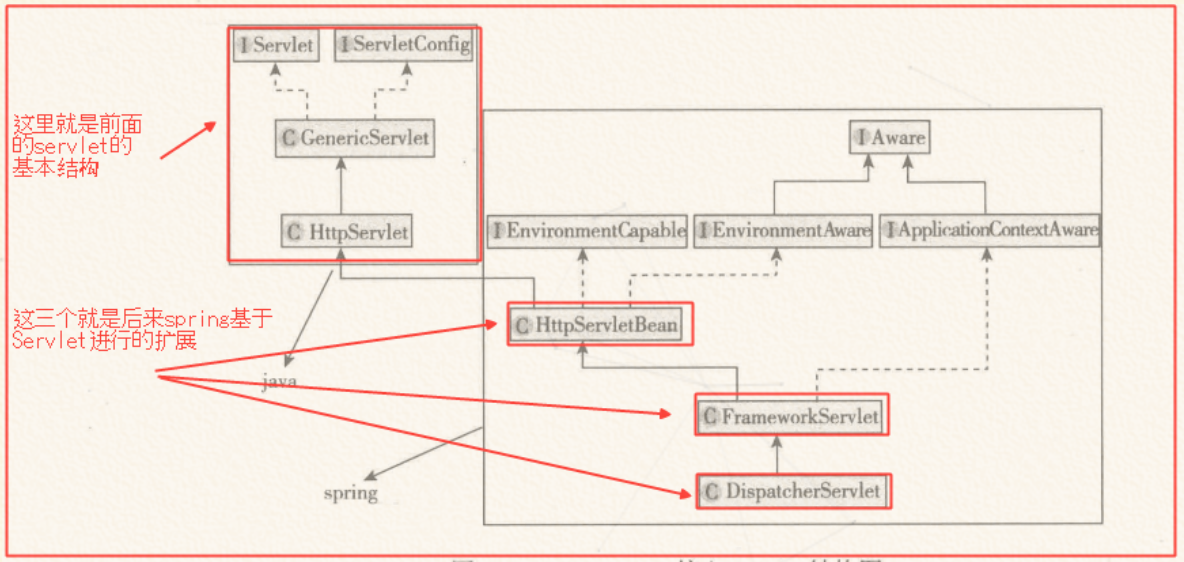 I Servlet
I ServletConfig
这里就是前面
的servlet的
基本结构
C GenericServlet
I Aware
C HttpServlet
I EnvironmentCapable
I EnvironmentAware
I ApplicationContextAware
这三个就是后来spring基于
Servlet进行的扩展
C HttpServletBean
java
C FrameworkServlet
spring
C DispatcherServlet